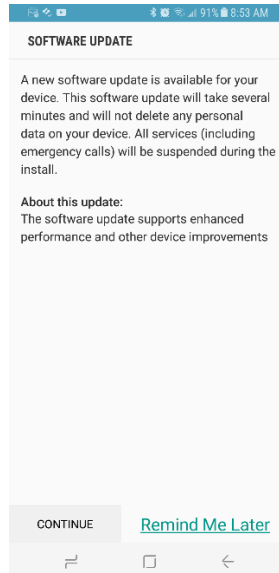 91% 8:53 AM
SOFTWARE UPDATE
A new software update is available for your
device. This software update will take several
minutes and will not delete any personal
data on your device. All services (including
emergency calls) will be suspended during the
install.
About this update:
The software update supports enhanced
performance and other device improvements
CONTINUE
Remind Me Later